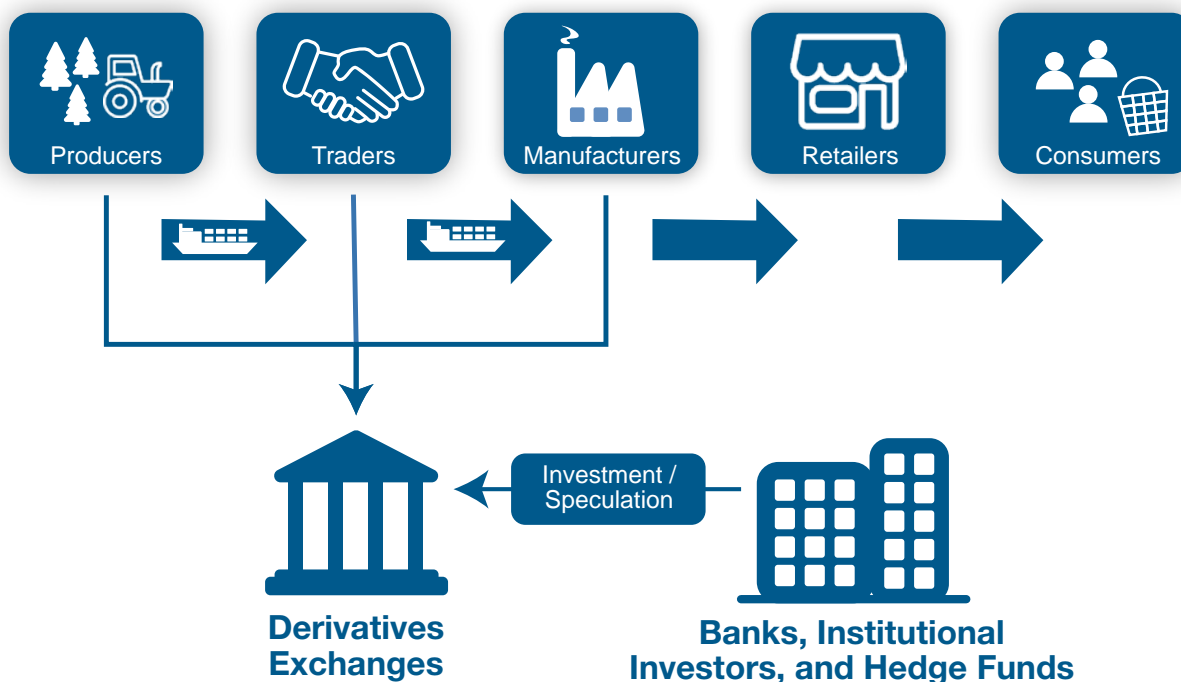 Producers
Traders
Manufacturers
Retailers
Consumers
Investment /
Speculation
Derivatives
Exchanges
Banks, Institutional
Investors, and Hedge Funds